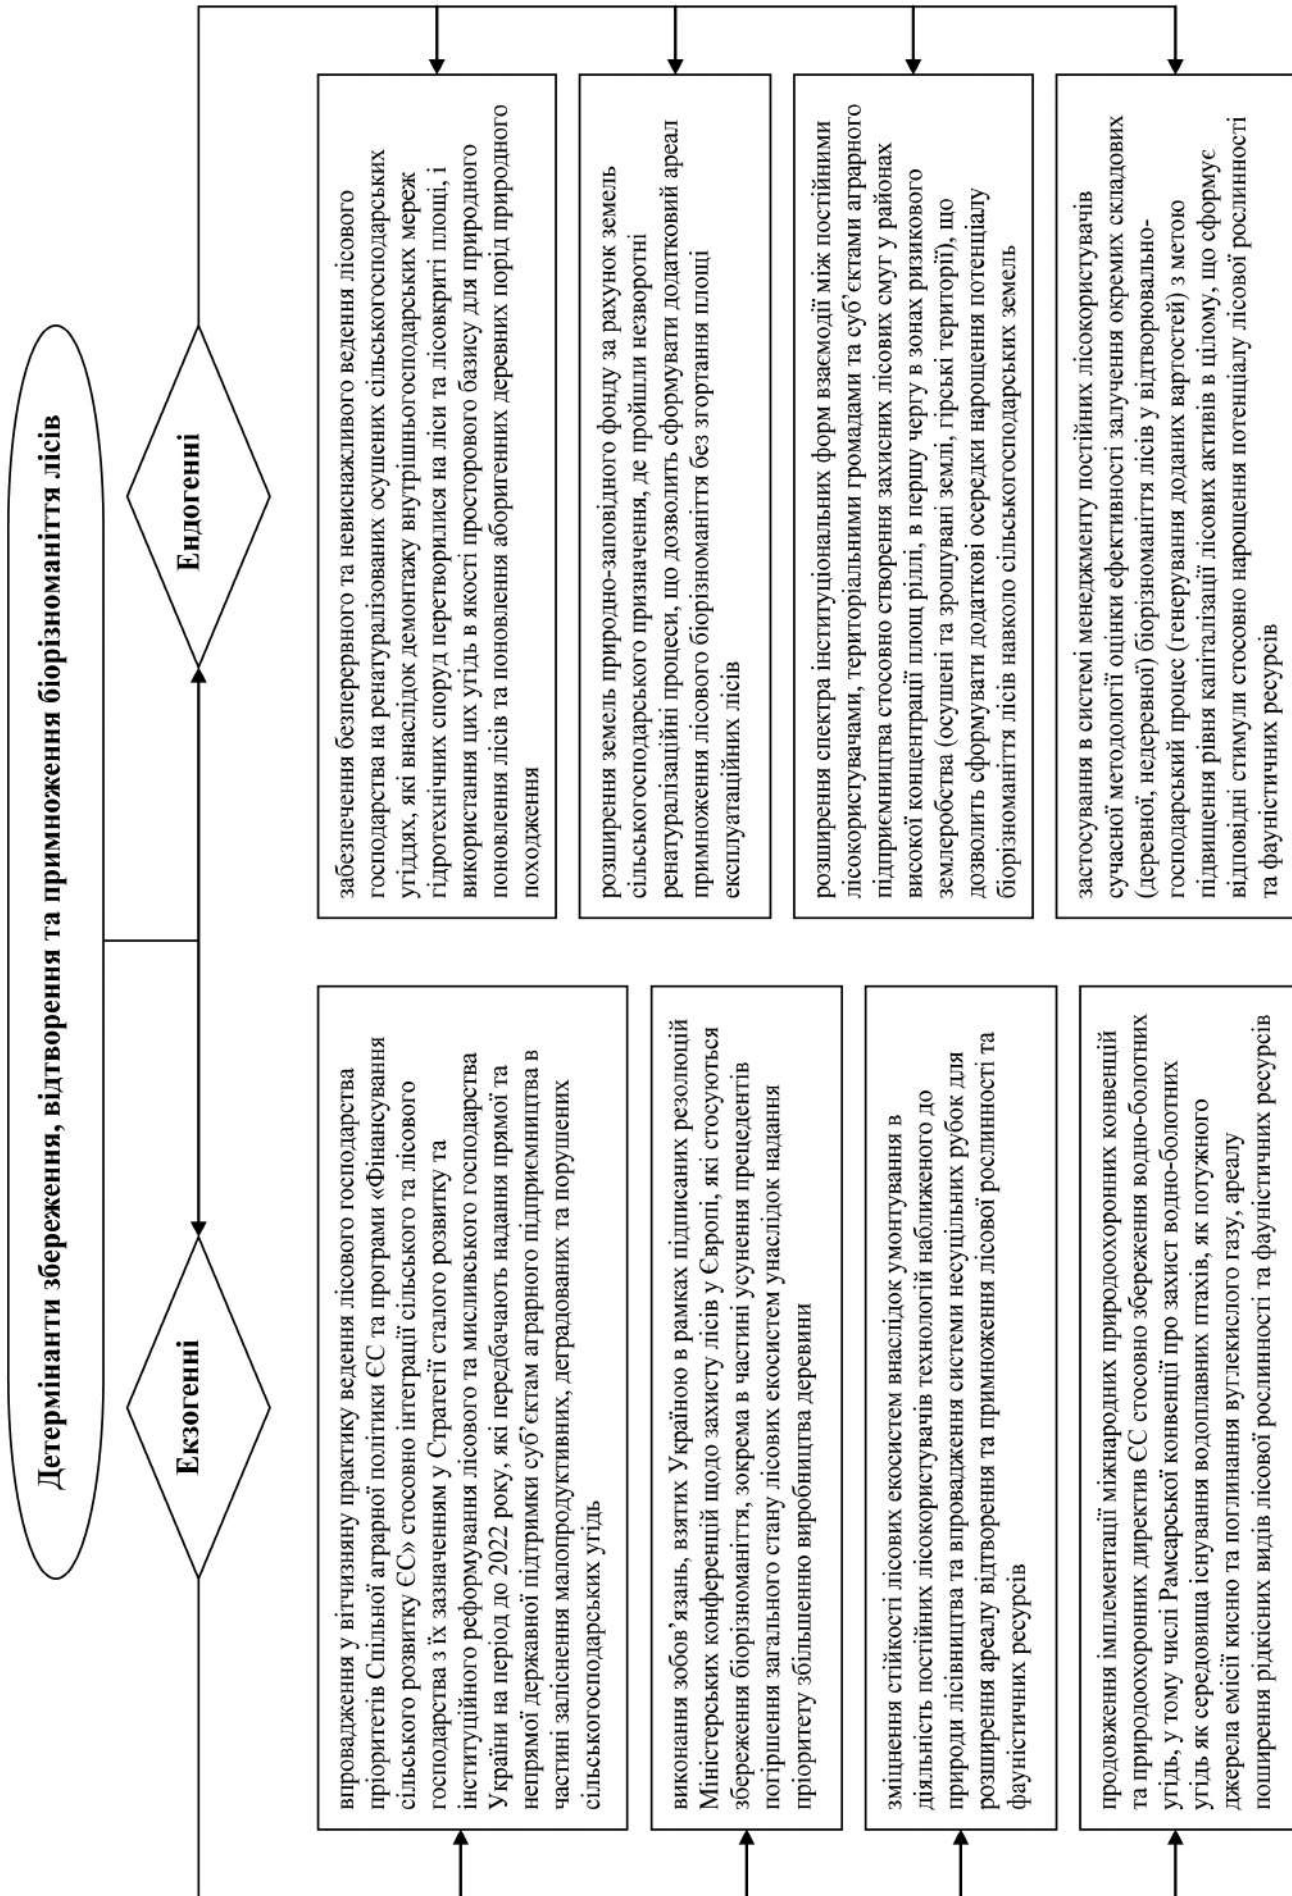 Детермінанти збереження, відтворення та примноження біорізноманіття лісів
Екзогенні
Ендогенні
впровадження у вітчизняну практику ведення лісового господарства
пріоритетів Спільної аграрної політики ЄС та програми «Фінансування
сільського розвитку ЄС» стосовно інтеграції сільського та лісового
господарства з їх зазначенням у Стратегії сталого розвитку та
інституційного реформування лісового та мисливського господарства
України на період до 2022 року, які передбачають надання прямої та
непрямої державної підтримки суб’єктам аграрного підприємництва в
частині заліснення малопродуктивних, деградованих та порушених
сільськогосподарських угідь
виконання зобов’язань, взятих Україною в рамках підписаних резолюцій
Міністерських конференцій щодо захисту лісів у Європі, які стосуються
збереження біорізноманіття, зокрема в частині усунення прецедентів
погіршення загального стану лісових екосистем унаслідок надання
пріоритету збільшенню виробництва деревини
зміцнення стійкості лісових екосистем внаслідок умонтування в
діяльність постійних лісокористувачів технологій наближеного до
природи лісівництва та впровадження системи несуцільних рубок для
розширення ареалу відтворення та примноження лісової рослинності та
фауністичних ресурсів
продовження імплементації міжнародних природоохоронних конвенцій
та природоохоронних директив ЄС стосовно збереження водно-болотних
угідь, у тому числі Рамсарської конвенції про захист водно-болотних
угідь як середовища існування водоплавних птахів, як потужного
джерела емісії кисню та поглинання вуглекислого газу, ареалу
поширення рідкісних видів лісової рослинності та фауністичних ресурсів
забезпечення безперервного та невиснажливого ведення лісового
господарства на ренатуралізованих осушених сільськогосподарських
угіддях, які внаслідок демонтажу внутрішньогосподарських мереж
гідротехнічних споруд перетворилися на ліси та лісовкриті площі, і
використання цих угідь в якості просторового базису для природного
поновлення лісів та поновлення аборигенних деревних порід природного
походження
розширення земель природно-заповідного фонду за рахунок земель
сільськогосподарського призначення, де пройшли незворотні
ренатуралізаційні процеси, що дозволить сформувати додатковий ареал
примноження лісового біорізноманіття без згортання площі
експлуатаційних лісів
розширення спектра інституціональних форм взаємодії між постійними
лісокористувачами, територіальними громадами та суб’єктами аграрного
підприємництва стосовно створення захисних лісових смуг у районах
високої концентрації площ ріллі, в першу чергу в зонах ризикового
землеробства (осушені та зрошувані землі, гірські території), що
дозволить сформувати додаткові осередки нарощення потенціалу
біорізноманіття лісів навколо сільськогосподарських земель
застосування в системі менеджменту постійних лісокористувачів
сучасної методології оцінки ефективності залучення окремих складових
(деревної, недеревної) біорізноманіття лісів у відтворювально-
господарський процес (генерування доданих вартостей) з метою
підвищення рівня капіталізації лісових активів в цілому, що сформує
відповідні стимули стосовно нарощення потенціалу лісової рослинності
та фауністичних ресурсів